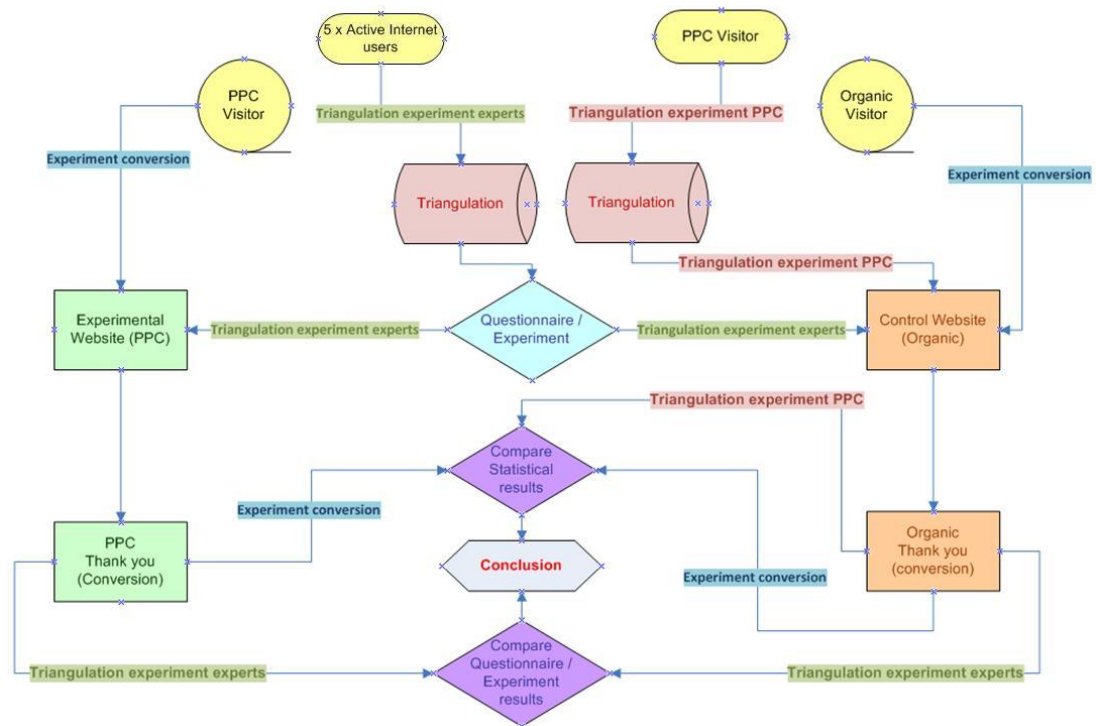 5 x Active Internet
users
PPC Visitor
PPC
Visitor
Organic
Visitor
Triangulation experiment experts
Triangulation experiment PPC
Experiment conversion
Experiment conversion
Triangulation
Triangulation
Triangulation experiment PPC
Experimental
Website (PPC)
Triangulation experiment experts
Questionnaire /
Experiment
Triangulation experiment experts
Control Website
(Organic)
Triangulation experiment PPC
Compare
Statistical
results
Experiment conversion
PPC
Thank you
(Conversion)
Conclusion
Experiment conversion
Organic
Thank you
(conversion)
Triangulation experiment experts
Compare
Questionnaire /
Experiment
results
Triangulation experiment experts